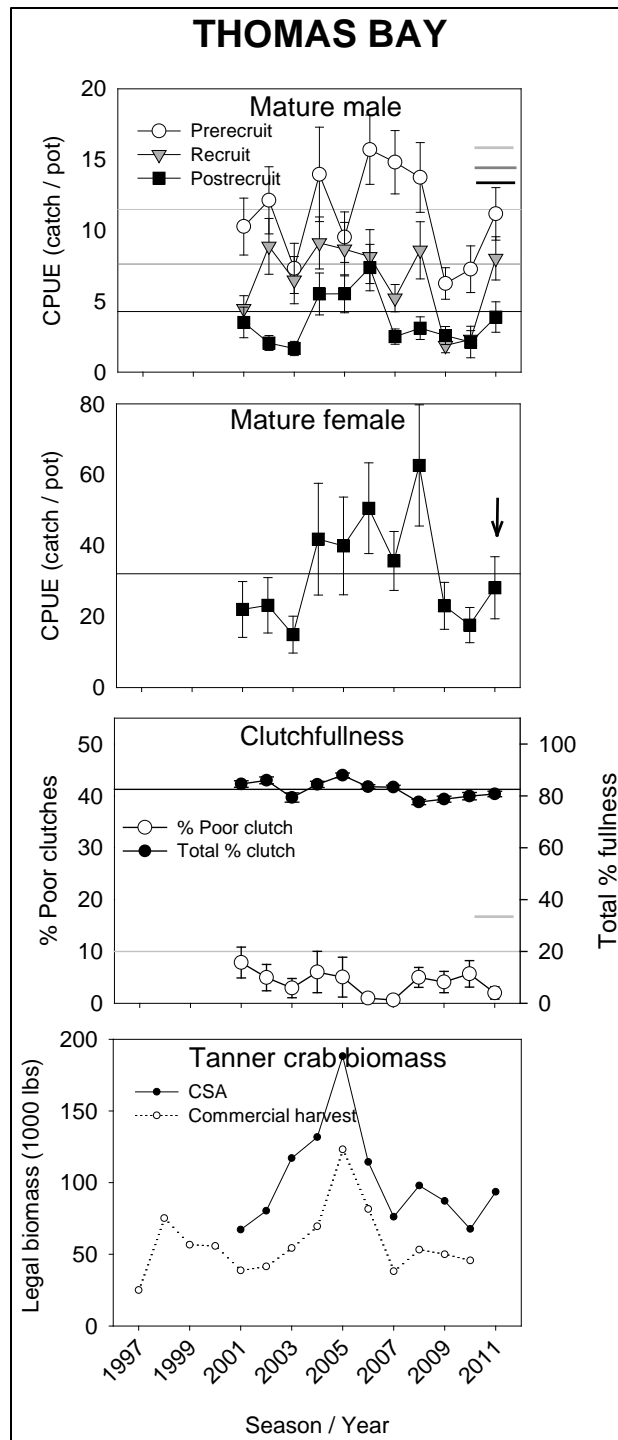 THOMAS BAY
Mature male
Prerecruit
Recruit
Postrecruit
CPUE (catch / pot)
20
15
10
5
0
Mature female
CPUE (catch / pot)
80
60
40
20
0
Clutchfullness
% Poor clutch
Total % clutch
% Poor clutches
50
40
30
20
10
0
Total % fullness
100
80
60
40
20
0
Tanner crab biomass
CSA
Commercial harvest
Legal biomass (1000 lbs)
200
150
100
50
0
1997
1999
2001
2003
2005
2007
2009
2011
Season / Year